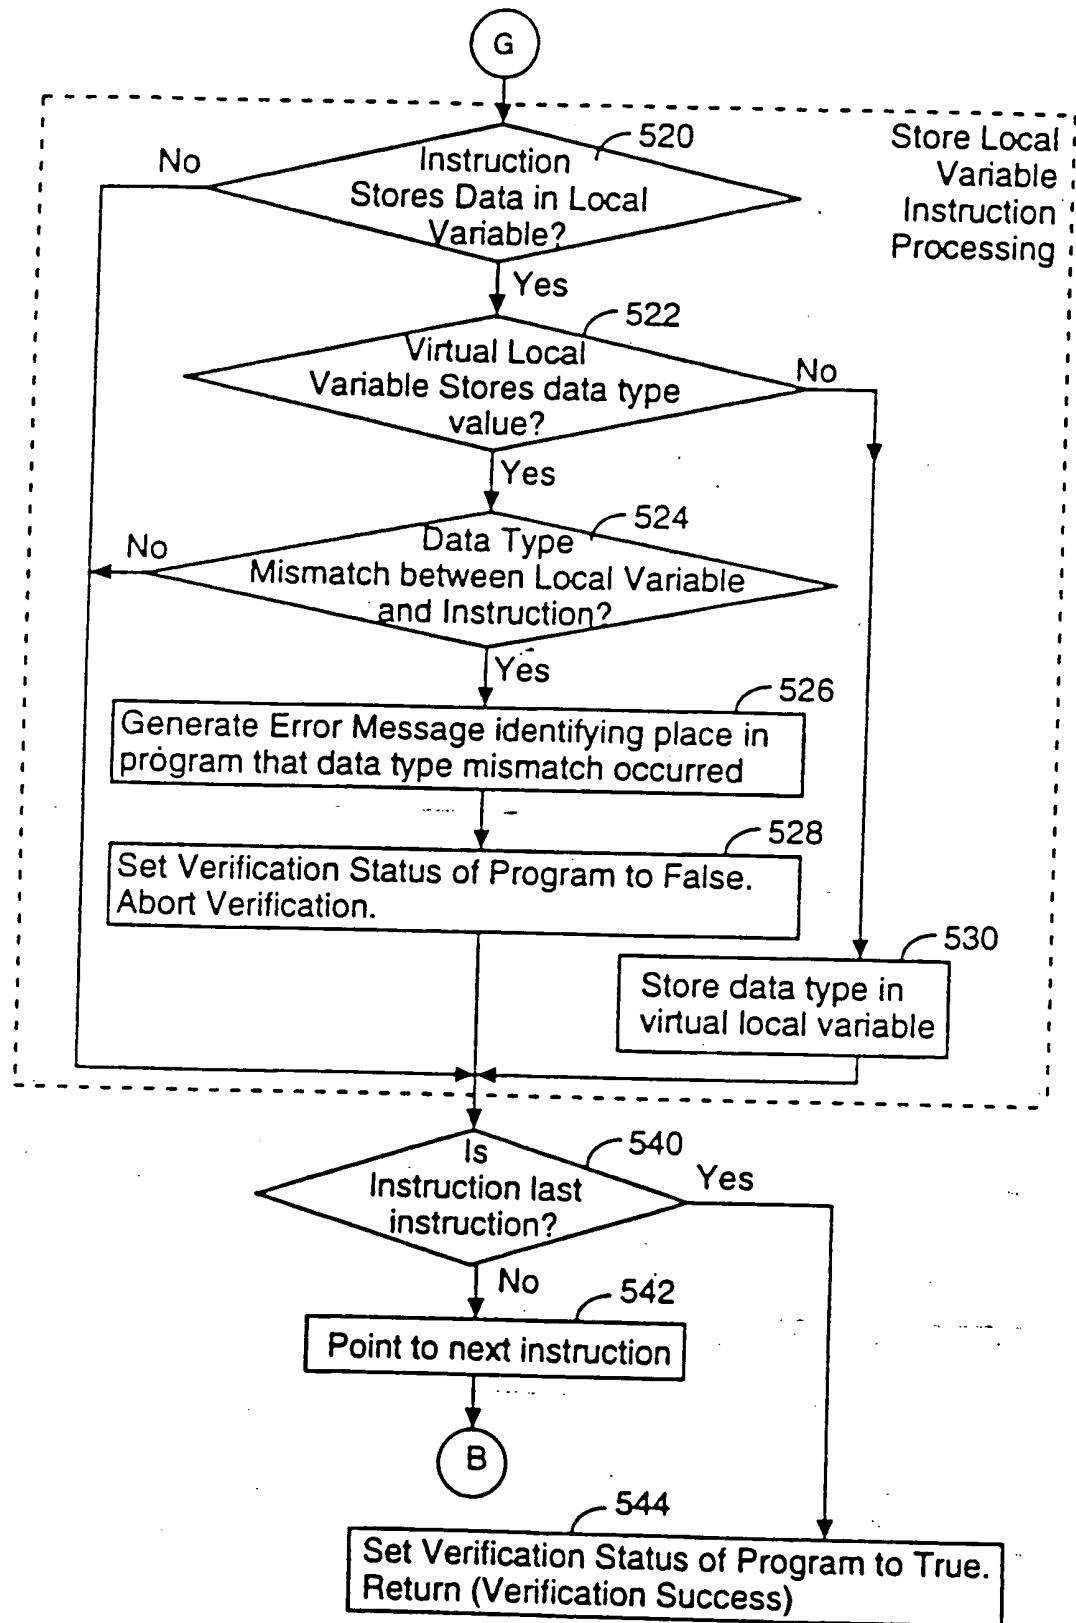 G
520
Store Local
Variable
Instruction
Processing
No
Instruction
Stores Data in Local
Variable?
Yes
522
Virtual Local
Variable Stores data type
value?
No
Yes
524
Data Type
Mismatch between Local Variable
and Instruction?
No
Yes
526
Generate Error Message identifying place in
program that data type mismatch occurred
528
Set Verification Status of Program to False.
Abort Verification.
530
Store data type in
virtual local variable
540
Is
Instruction last
instruction?
Yes
No
542
Point to next instruction
B
544
Set Verification Status of Program to True.
Return (Verification Success)